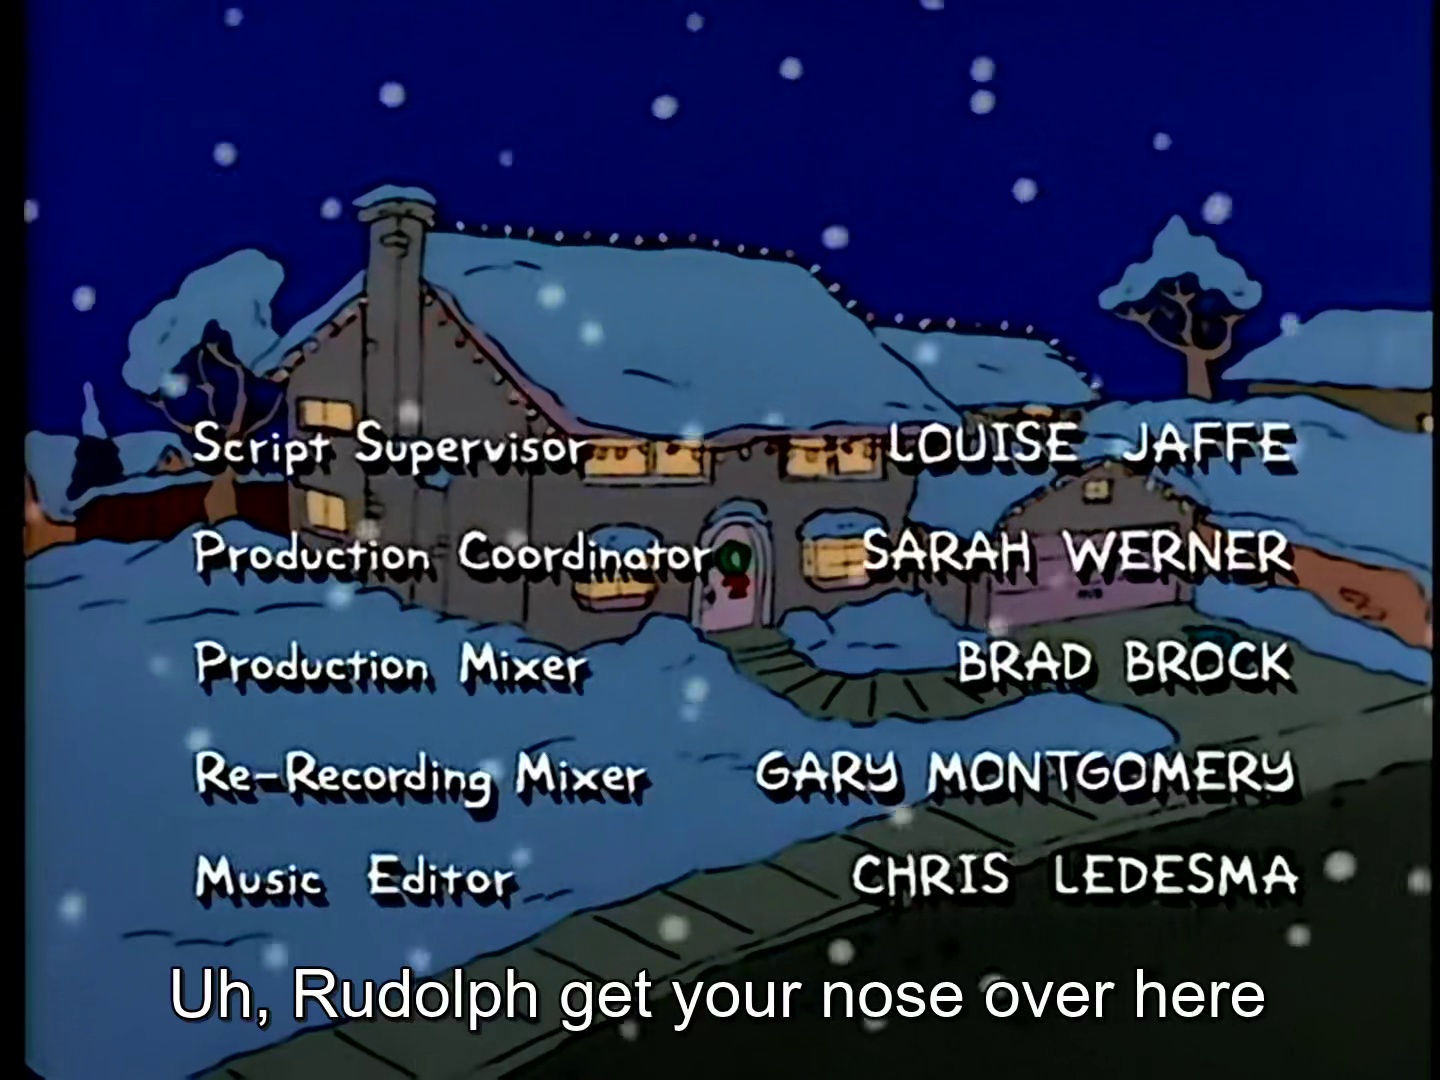 Script Supervisor LOUISE JAFFE
Production Coordinator SARAH WERNER
Production Mixer BRAD BROCK
Re-Recording Mixer GARY MONTGOMERY
Music Editor CHRIS LEDESMA
Uh, Rudolph get your nose over here